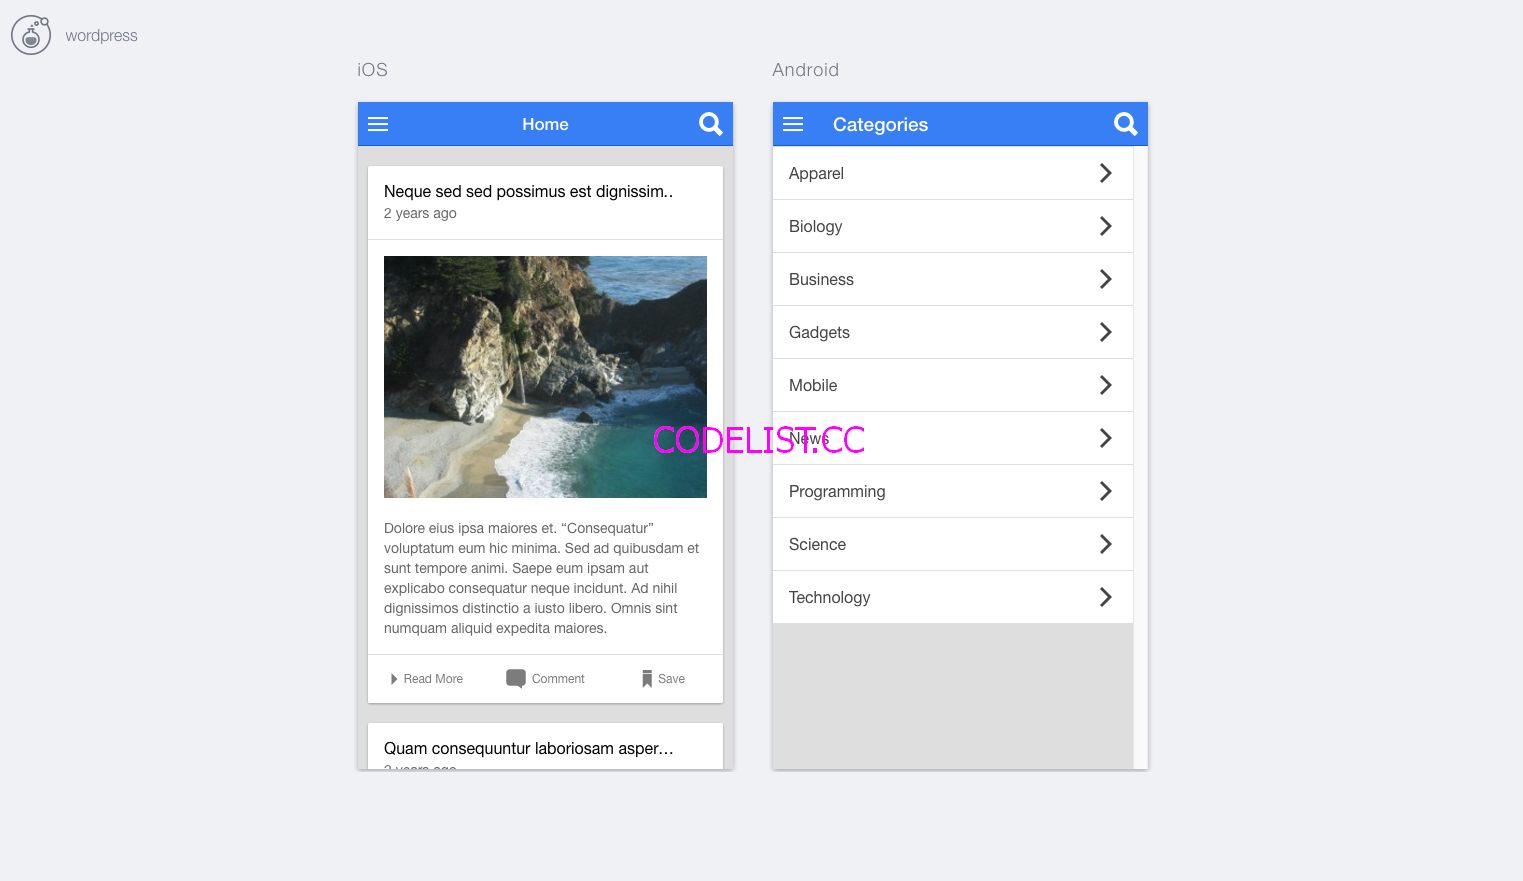 wordpress
iOS
Android
Home
Neque sed sed possimus est dignissim..
2 years ago
Dolore eius ipsa maiores et. “Consequatur”
voluptatum eum hic minima. Sed ad quibusdam et
sunt tempore animi. Saepe eum ipsam aut
explicabo consequatur neque incidunt. Ad nihil
dignissimos distinctio a iusto libero. Omnis sint
numquam aliquid expedita maiores.
Read More
Comment
Save
Quam consequuntur laboriosam asper...
2 years ago
Categories
Apparel
Biology
Business
Gadgets
Mobile
News
Programming
Science
Technology
CODELIST.CC